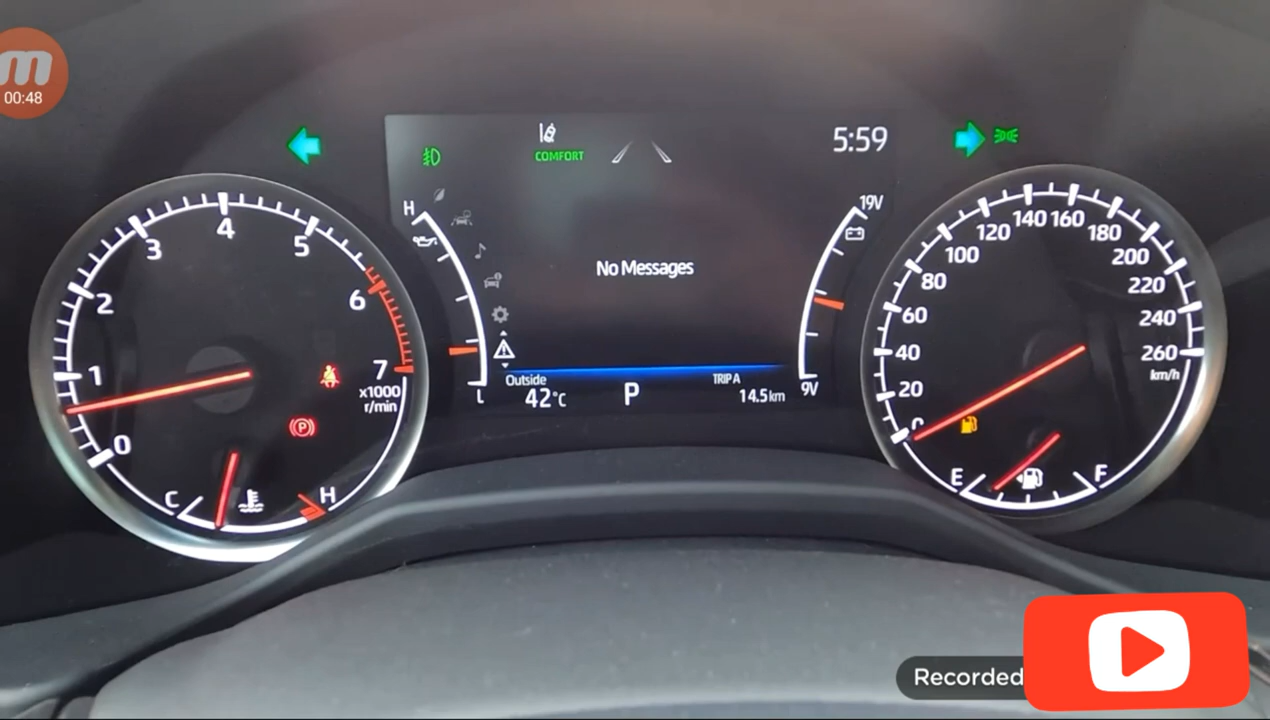 m
00:48
5:59
COMFORT
H
L
19V
9V
No Messages
Outside
42°C
P
TRIP A
14.5km
0
1
2
3
4
5
6
7
x1000
r/min
P
C
H
0
20
40
60
80
100
120
140
160
180
200
220
240
260
km/h
E
F
Recorded